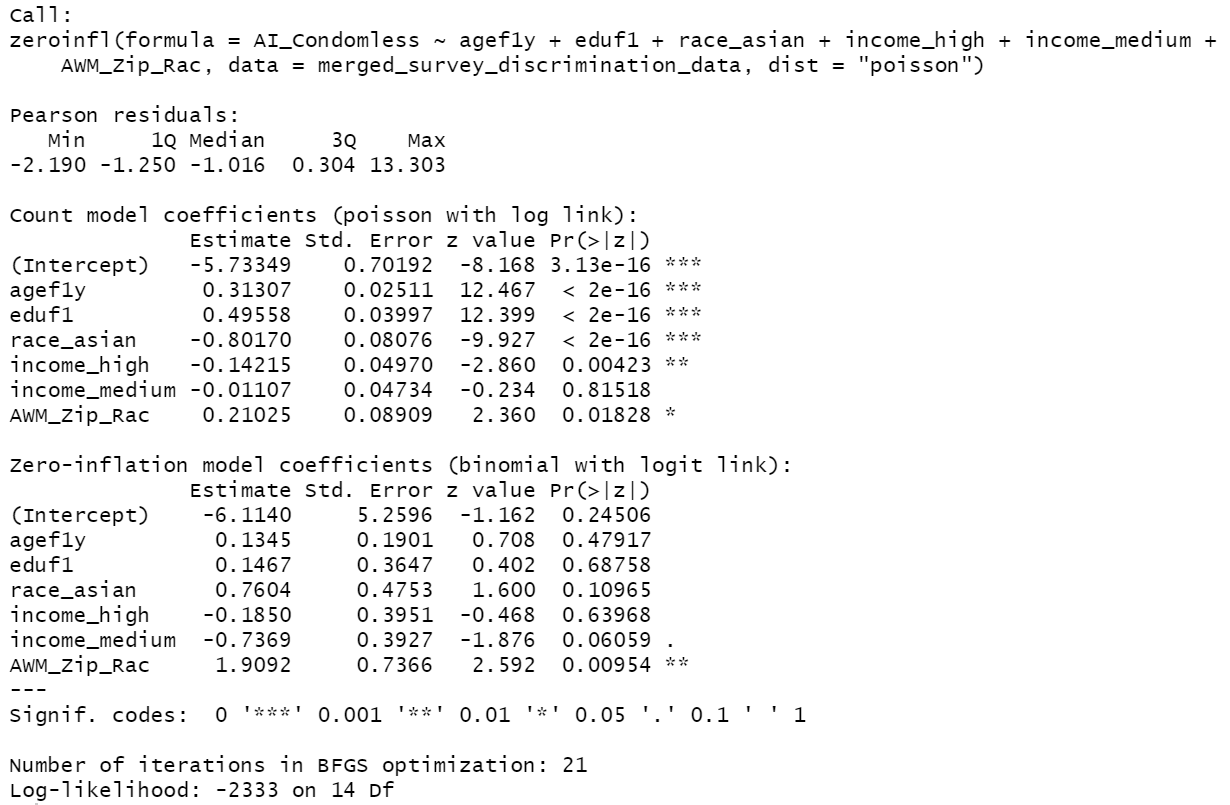 Call:
zeroinfl(formula = AI_Condomless ~ agef1y + eduf1 + race_asian + income_high + income_medium +
    AWM_Zip_Rac, data = merged_survey_discrimination_data, dist = "poisson")

Pearson residuals:
   Min     1Q Median     3Q    Max
-2.190 -1.250 -1.016  0.304 13.303

Count model coefficients (poisson with log link):
              Estimate Std. Error z value Pr(>|z|)
(Intercept)   -5.73349    0.70192  -8.168 3.13e-16 ***
agef1y         0.31307    0.02511  12.467  < 2e-16 ***
eduf1          0.49558    0.03997  12.399  < 2e-16 ***
race_asian    -0.80170    0.08076  -9.927  < 2e-16 ***
income_high   -0.14215    0.04970  -2.860  0.00423 **
income_medium -0.01107    0.04734  -0.234  0.81518
AWM_Zip_Rac    0.21025    0.08909   2.360  0.01828 *

Zero-inflation model coefficients (binomial with logit link):
              Estimate Std. Error z value Pr(>|z|)
(Intercept)    -6.1140     5.2596  -1.162  0.24506
agef1y          0.1345     0.1901   0.708  0.47917
eduf1           0.1467     0.3647   0.402  0.68758
race_asian      0.7604     0.4753   1.600  0.10965
income_high    -0.1850     0.3951  -0.468  0.63968
income_medium  -0.7369     0.3927  -1.876  0.06059 .
AWM_Zip_Rac     1.9092     0.7366   2.592  0.00954 **
---
Signif. codes:  0 '***' 0.001 '**' 0.01 '*' 0.05 '.' 0.1 ' ' 1

Number of iterations in BFGS optimization: 21
Log-likelihood: -2333 on 14 Df